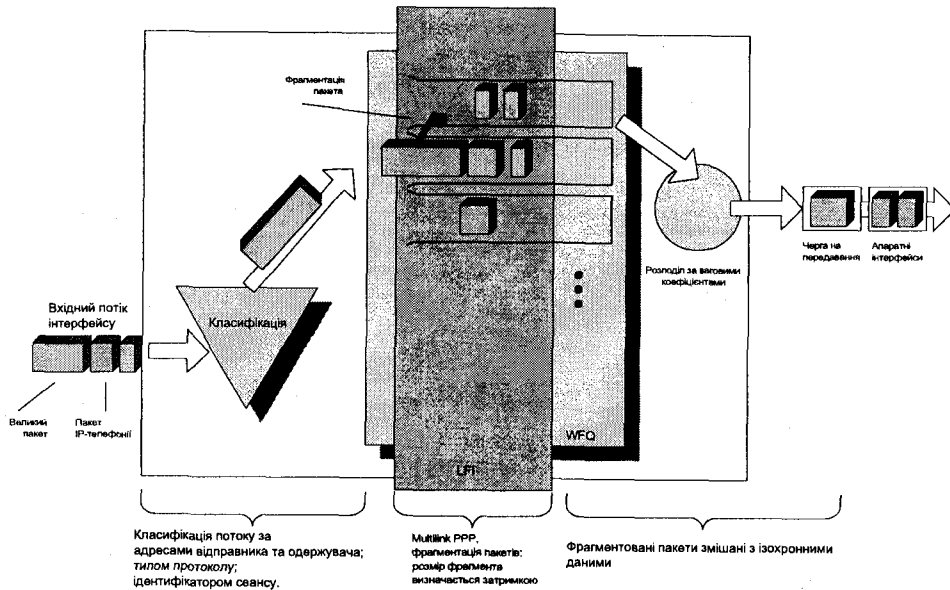 Фрагментація
пакета
Вхідний потік
інтерфейсу
Класифікація
Великий
пакет
Пакет
IP-телефонії
LFI
WFQ
Розподіл за ваговими
коефіцієнтами
Черга на
передавання
Апаратні
інтерфейси
Класифікація потоку за
адресами відправника та одержувача;
типом протоколу;
ідентифікатором сеансу.
Multilink PPP,
фрагментація пакетів:
розмір фрагмента
визначається затримкою
Фрагментовані пакети змішані з ізохронними
даними